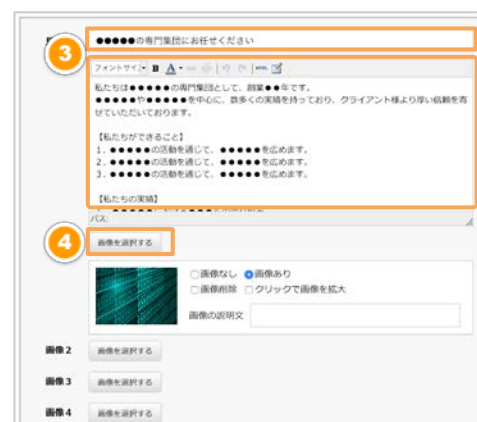 3
●●●●●の専門集団にお任せください
フォントサイズ B A HTML
私たちは●●●●●の専門集団として、創業●●年です。
●●●●●や●●●●●を中心に、数多くの実績を持っており、クライアント様より厚い信頼を寄
せていただいております。
【私たちができること】
1.●●●●●の活動を通じて、●●●●●を広めます。
2.●●●●●の活動を通じて、●●●●●を広めます。
3.●●●●●の活動を通じて、●●●●●を広めます。
【私たちの実績】
パス:
4
画像を選択する
画像なし 画像あり
画像削除 クリックで画像を拡大
画像の説明文
画像2 画像を選択する
画像3 画像を選択する
画像4 画像を選択する